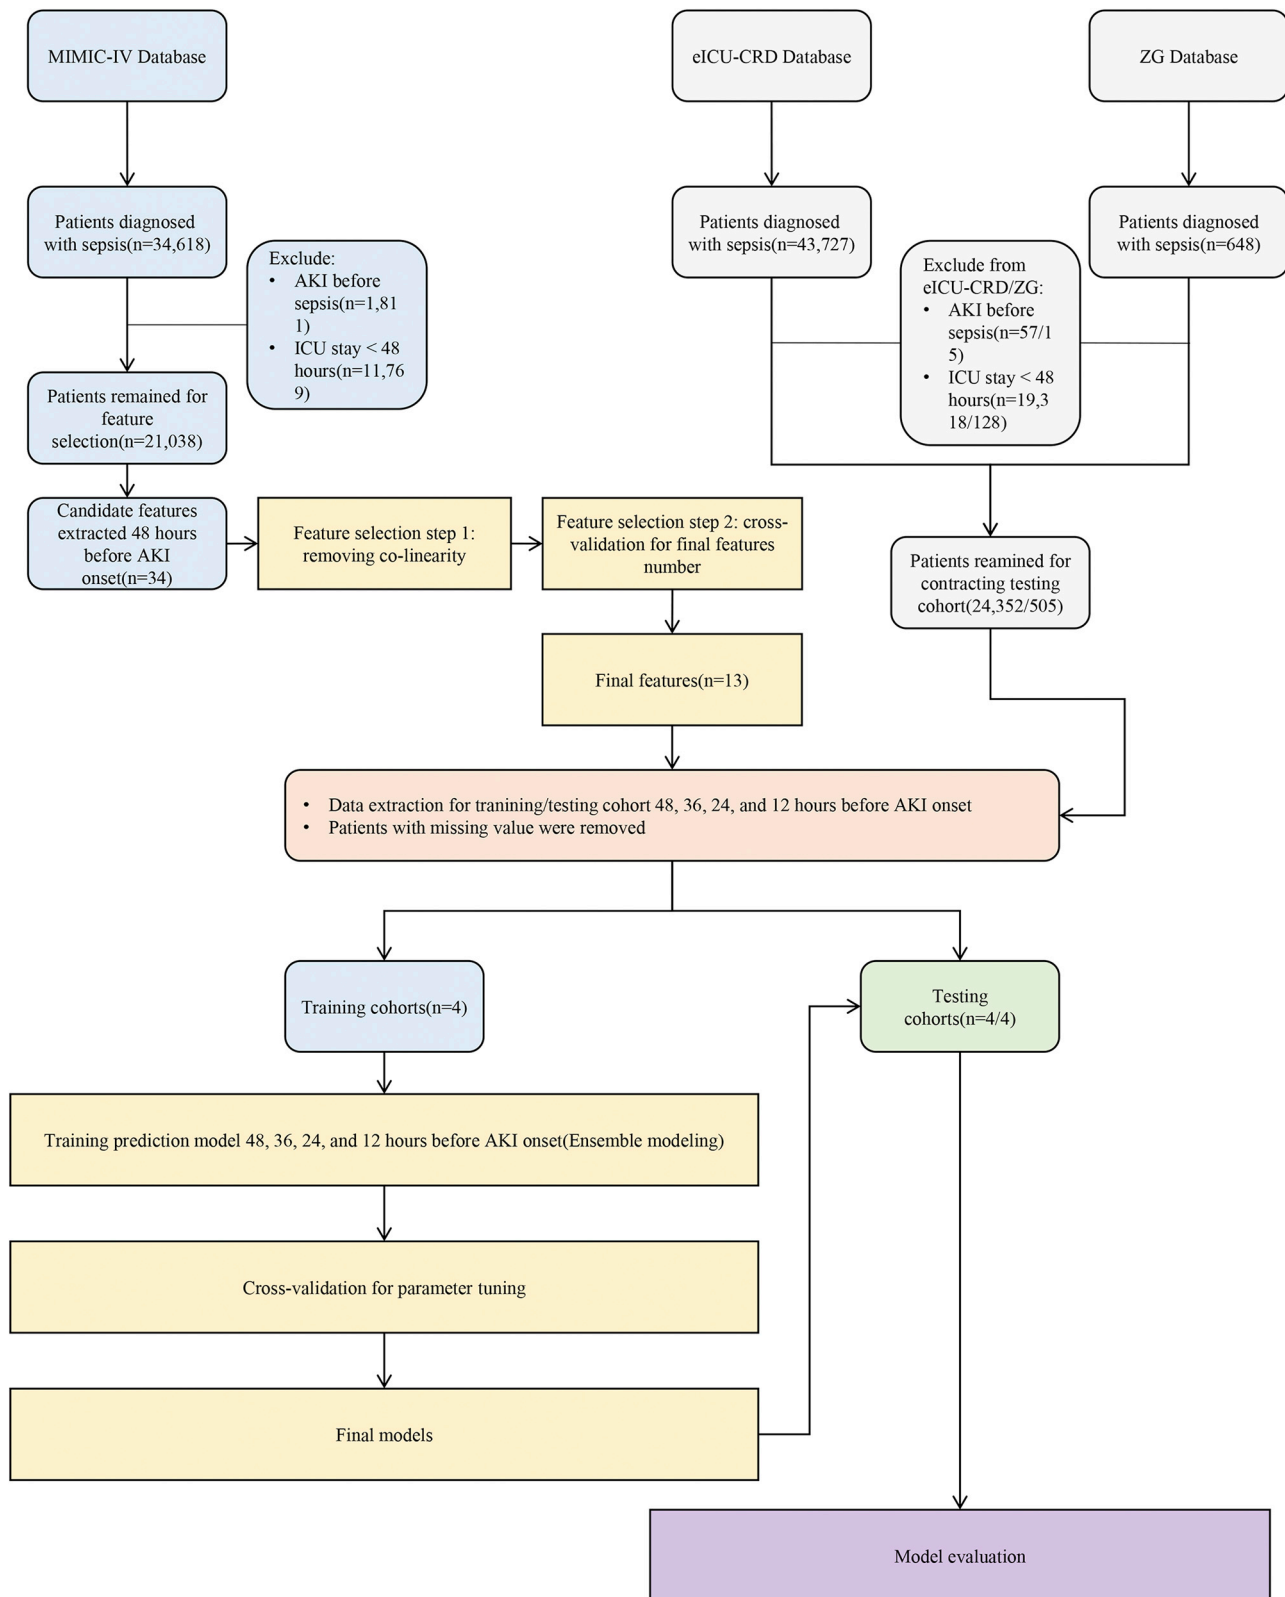 MIMIC-IV Database
eICU-CRD Database
ZG Database
Patients diagnosed
with sepsis(n=34,618)
Patients diagnosed
with sepsis(n=43,727)
Patients diagnosed
with sepsis(n=648)
Exclude:
• AKI before
sepsis(n=1,81
1)
• ICU stay < 48
hours(n=11,76
9)
Exclude from
eICU-CRD/ZG:
• AKI before
sepsis(n=57/1
5)
• ICU stay < 48
hours(n=19,3
18/128)
Patients remained for
feature
selection(n=21,038)
Candidate features
extracted 48 hours
before AKI
onset(n=34)
Feature selection step 1:
removing co-linearity
Feature selection step 2: cross-
validation for final features
number
Patients reamined for
contracting testing
cohort(24,352/505)
Final features(n=13)
• Data extraction for tranining/testing cohort 48, 36, 24, and 12 hours before AKI onset
• Patients with missing value were removed
Training cohorts(n=4)
Testing
cohorts(n=4/4)
Training prediction model 48, 36, 24, and 12 hours before AKI onset(Ensemble modeling)
Cross-validation for parameter tuning
Final models
Model evaluation